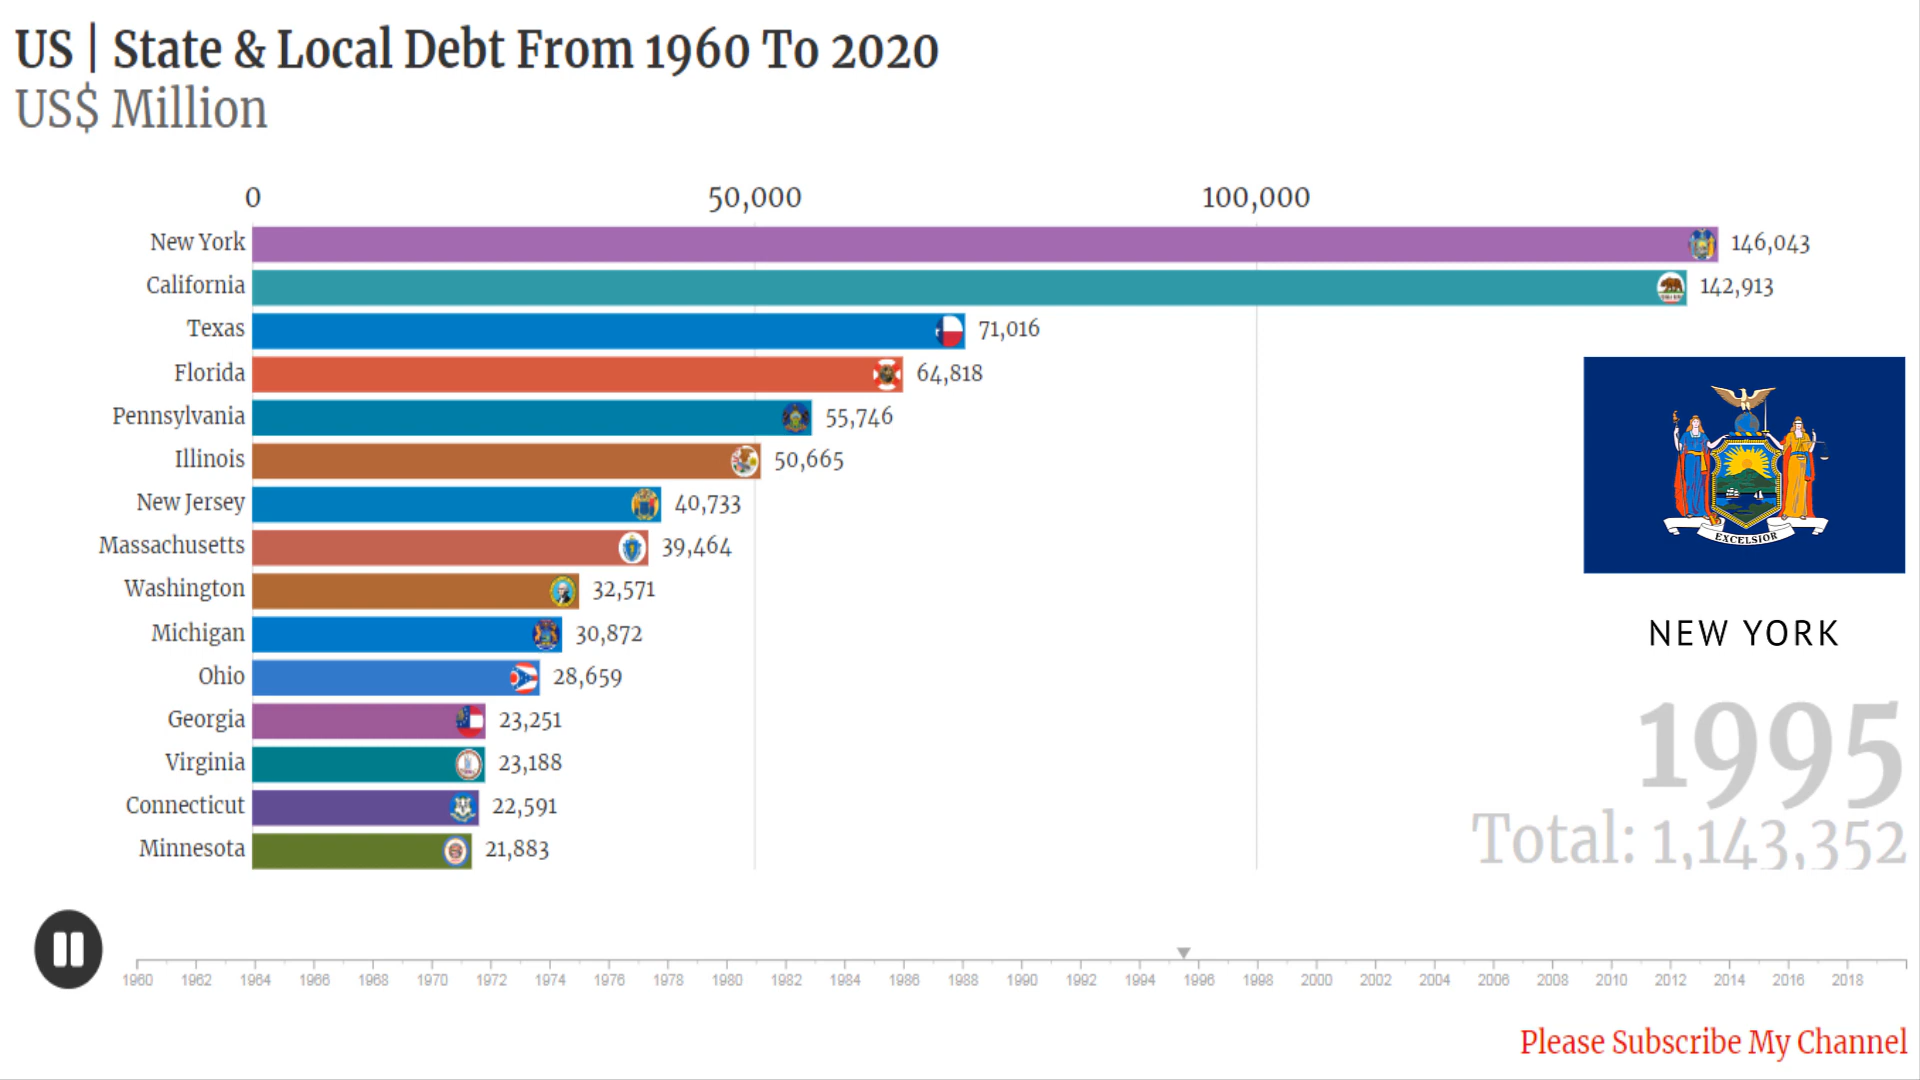 US | State & Local Debt From 1960 To 2020
US$ Million
0 50,000 100,000
New York 146,043
California 142,913
Texas 71,016
Florida 64,818
Pennsylvania 55,746
Illinois 50,665
New Jersey 40,733
Massachusetts 39,464
Washington 32,571
Michigan 30,872
Ohio 28,659
Georgia 23,251
Virginia 23,188
Connecticut 22,591
Minnesota 21,883
EXCELSIOR
NEW YORK
1995
Total: 1,143,352
1960 1962 1964 1966 1968 1970 1972 1974 1976 1978 1980 1982 1984 1986 1988 1990 1992 1994 1996 1998 2000 2002 2004 2006 2008 2010 2012 2014 2016 2018
Please Subscribe My Channel